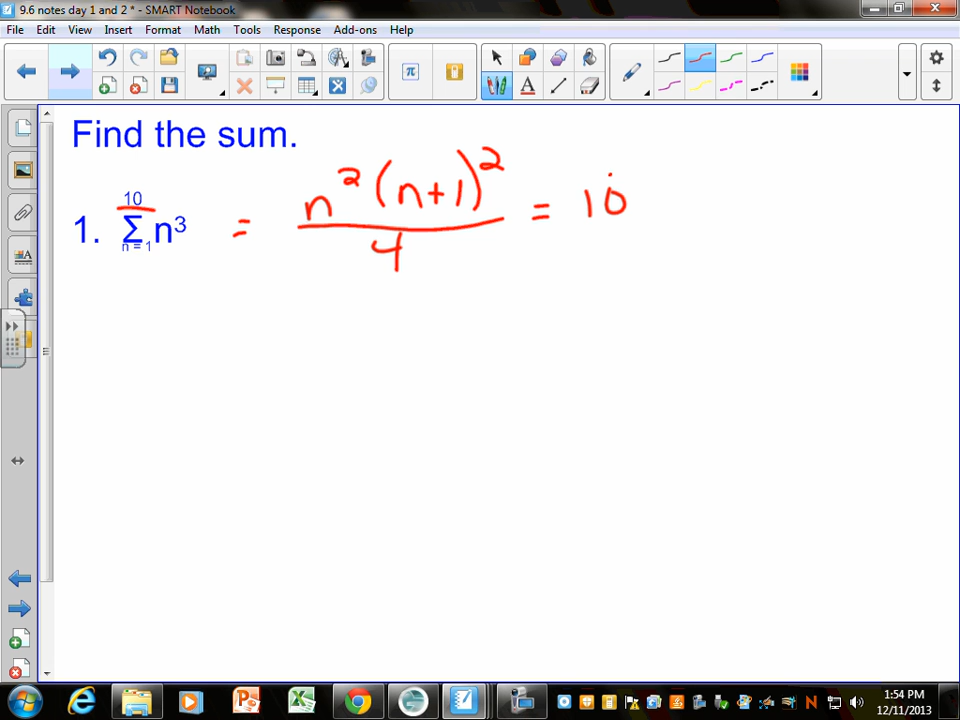 9.6 notes day 1 and 2 * - SMART Notebook
File Edit View Insert Format Math Tools Response Add-ons Help
Find the sum.
1. 10 Σ n = 1 n³ = n² (n+1)² / 4 = 10
1:54 PM
12/11/2013